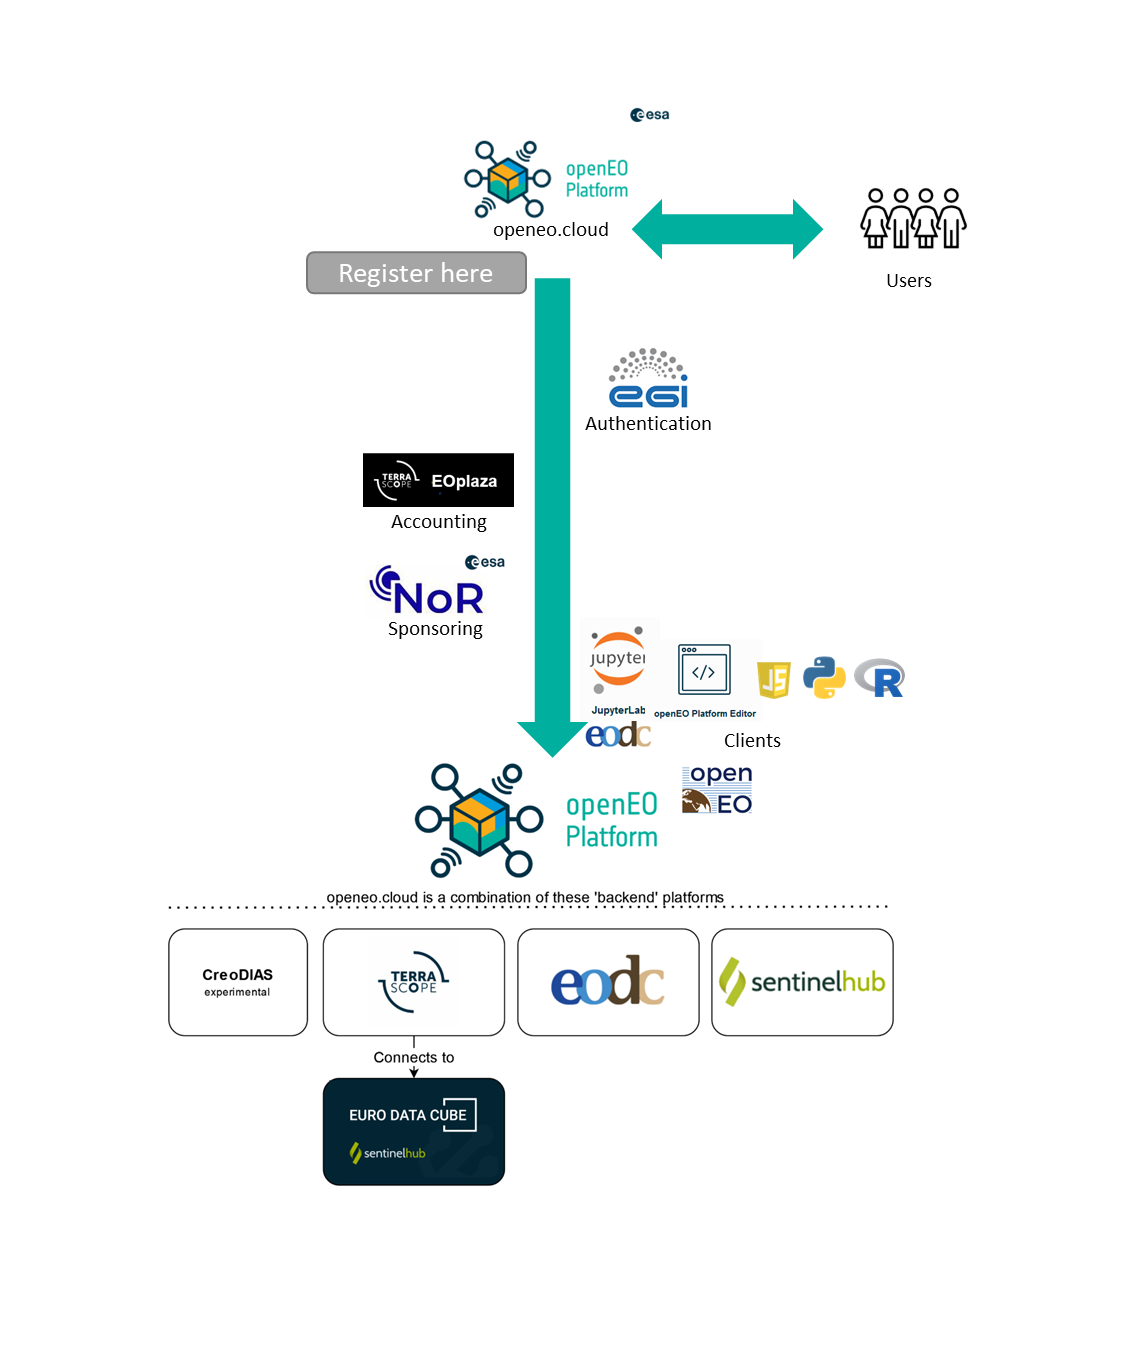 esa
openEO
Platform
openeo.cloud
Users
Register here
egi
Authentication
TERRA
SCOPE
EOplaza
Accounting
esa
NoR
Sponsoring
jupyter
JupyterLab
</>
openEO Platform Editor
JS
R
eodc
Clients
open
EO
openEO
Platform
openeo.cloud is a combination of these 'backend' platforms
CreoDIAS
experimental
TERRA
SCOPE
eodc
sentinelhub
Connects to
EURO DATA CUBE
sentinelhub